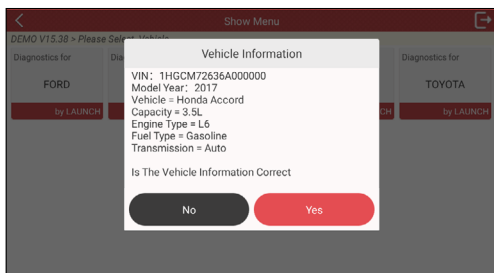 Show Menu
DEMO V15.38 > Please Select Vehicle
Diagnostics for
Dia
Diagnostics for
FORD
TOYOTA
by LAUNCH
CH
by LAUNCH
Vehicle Information
VIN: 1HGCM72636A000000
Model Year: 2017
Vehicle = Honda Accord
Capacity = 3.5L
Engine Type = L6
Fuel Type = Gasoline
Transmission = Auto
Is The Vehicle Information Correct
No
Yes